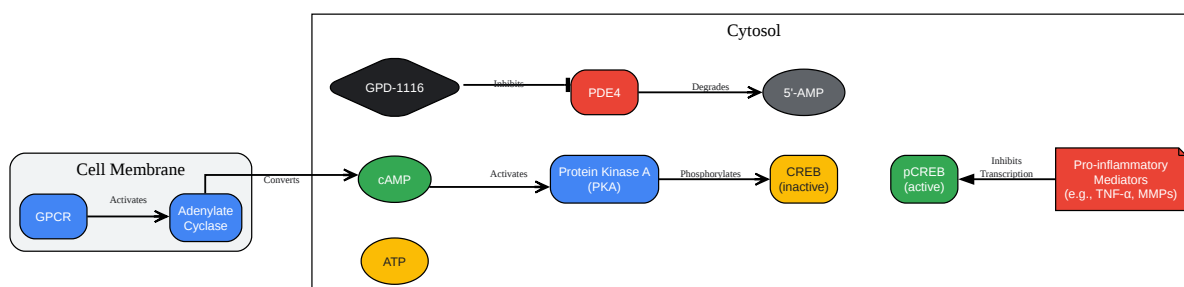 Cytosol
GPD-1116
Inhibits
PDE4
Degrades
5'-AMP
Cell Membrane
GPCR
Activates
Adenylate
Cyclase
Converts
cAMP
Activates
Protein Kinase A
(PKA)
Phosphorylates
CREB
(inactive)
pCREB
(active)
Inhibits
Transcription
Pro-inflammatory
Mediators
(e.g., TNF-α, MMPs)
ATP